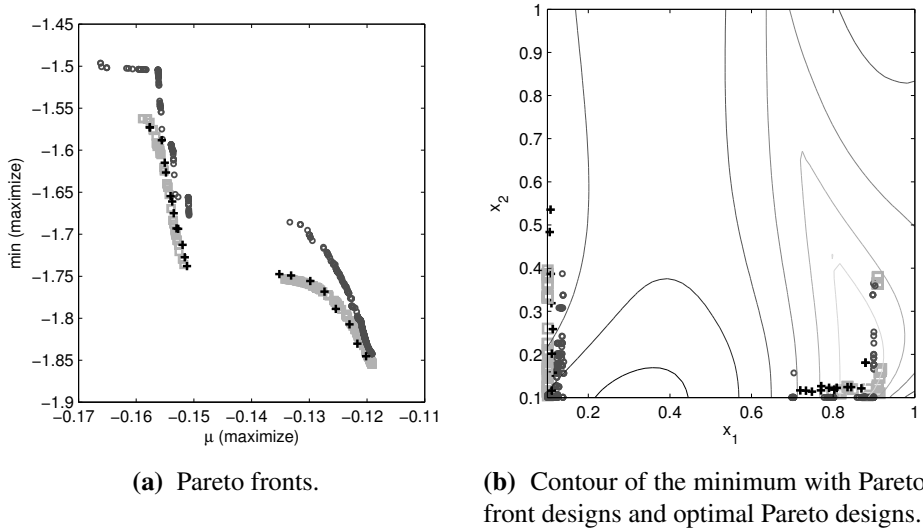 −1.45
−1.5
−1.55
−1.6
−1.65
−1.7
−1.75
−1.8
−1.85
−1.9
min (maximize)
−0.17 −0.16 −0.15 −0.14 −0.13 −0.12 −0.11
μ (maximize)
(a) Pareto fronts.
1
0.9
0.8
0.7
0.6
0.5
0.4
0.3
0.2
0.1
x_2
0.2 0.4 0.6 0.8 1
x_1
(b) Contour of the minimum with Pareto
front designs and optimal Pareto designs.